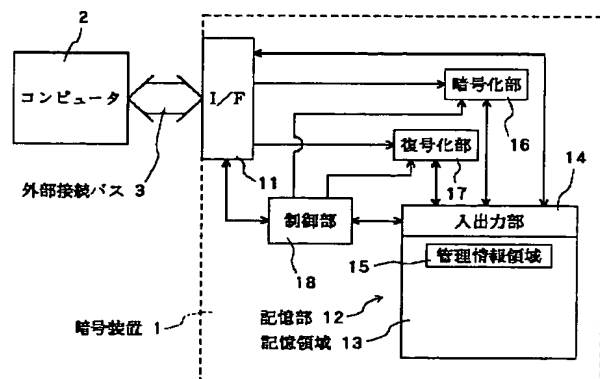 2
コンピュータ
外部接続バス 3
I/F
11
暗号化部
16
復号化部
17
14
制御部
18
入出力部
15
管理情報領域
暗号装置 1
記憶部 12
記憶領域 13